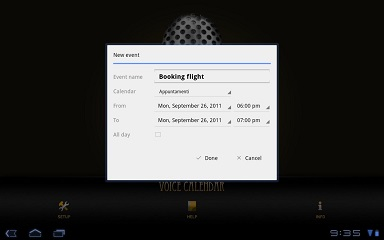 New event
Event name Booking flight
Calendar Appuntamenti
From Mon, September 26, 2011 06:00 pm
To Mon, September 26, 2011 07:00 pm
All day
Done Cancel
VOICE CALENDAR
SETUP HELP INFO
9:35